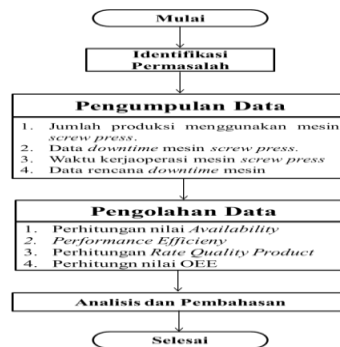 Mulai
Identifikasi
Permasalah
Pengumpulan Data
1. Jumlah produksi menggunakan mesin
screw press.
2. Data downtime mesin screw press.
3. Waktu kerjaoperasi mesin screw press
4. Data rencana downtime mesin
Pengolahan Data
1. Perhitungan nilai Availability
2. Performance Efficieny
3. Perhitungan Rate Quality Product
4. Perhitungn nilai OEE
Analisis dan Pembahasan
Selesai